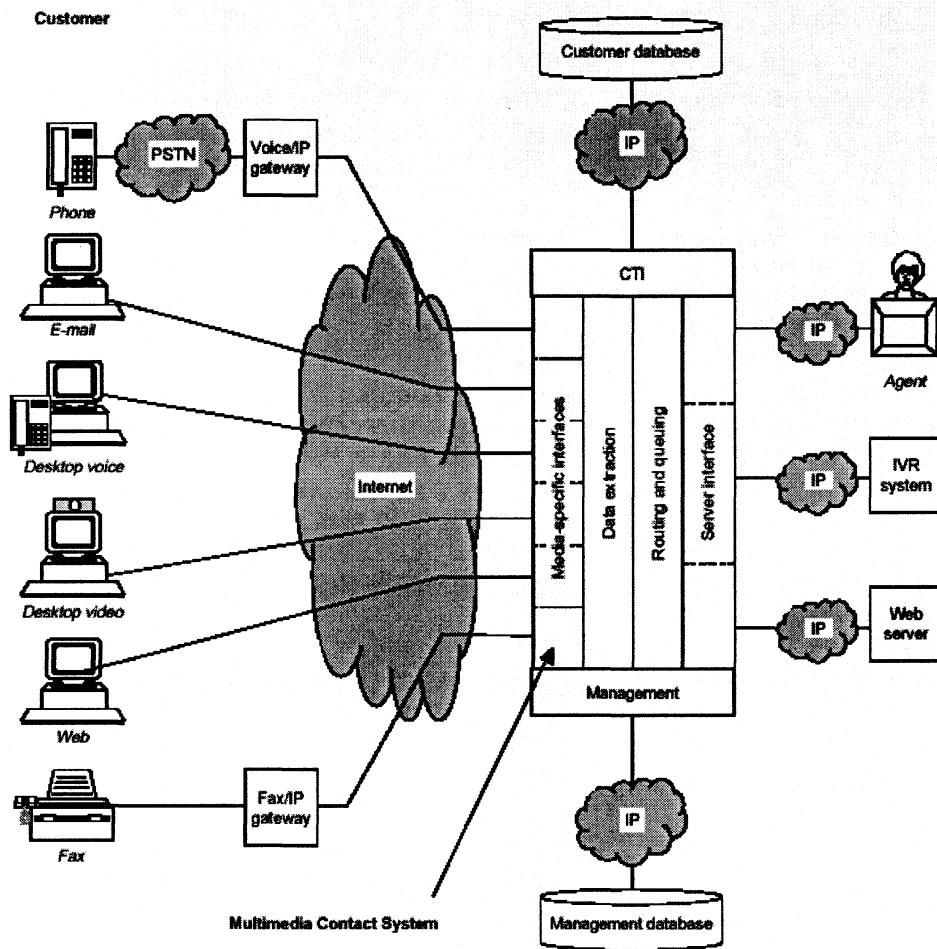 Customer
Customer database
IP
PSTN
Voice/IP
gateway
Phone
CTI
E-mail
IP
Agent
Desktop voice
Internet
Media-specific interfaces
Data extraction
Routing and queuing
Server interface
IP
IVR
system
Desktop video
IP
Web
server
Web
Management
Fax/IP
gateway
Fax
IP
Multimedia Contact System
Management database